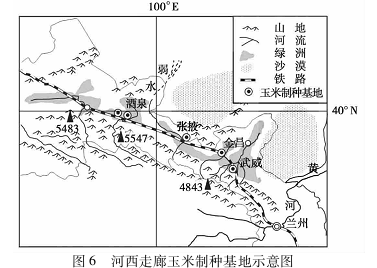 100°E
山 地
河 流
绿 洲
沙 漠
铁 路
玉米制种基地
弱
水
酒泉
40°N
5483
5547
张掖
金昌
武威
4843
黄
河
兰州
图6 河西走廊玉米制种基地示意图